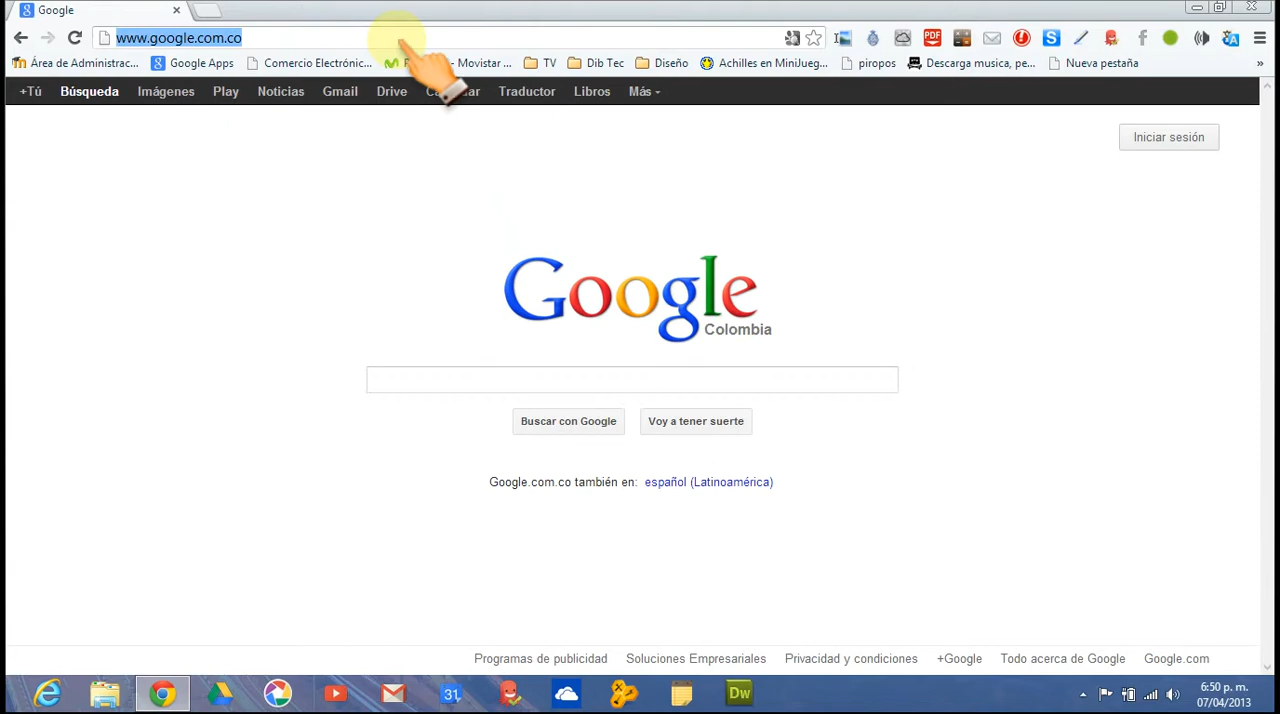 Google
www.google.com.co
Área de Administrac... Google Apps Comercio Electrónic... - Movistar ... TV Dib Tec Diseño Achilles en MiniJueg... piropos Descarga musica, pe... Nueva pestaña »
+Tú Búsqueda Imágenes Play Noticias Gmail Drive Traductor Libros Más
Iniciar sesión
Google
Colombia
Buscar con Google Voy a tener suerte
Google.com.co también en: español (Latinoamérica)
Programas de publicidad Soluciones Empresariales Privacidad y condiciones +Google Todo acerca de Google Google.com
31 Dw 6:50 p. m.
07/04/2013